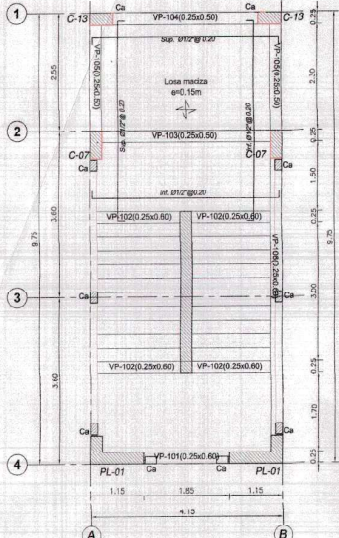 1
Ca
Ca
C-13
VP-104(0.25x0.50)
C-13
0.25
Sup. Ø1/2"@ 0.20
VP-105(0.25x0.50)
VP-105(0.25x0.50)
2.55
Losa maciza
e=0.15m
2
VP-103(0.25x0.50)
0.25
C-07
C-07
Ca
Ca
1.50
Inf. Ø1/2"@0.20
VP-102(0.25x0.60)
VP-102(0.25x0.60)
0.25
3.60
9.75
9.75
3
Ca
Ca
3.00
3.60
VP-102(0.25x0.60)
VP-102(0.25x0.60)
0.25
1.70
Ca
Ca
4
VP-101(0.25x0.60)
0.25
PL-01
Ca
Ca
PL-01
1.15
1.85
1.15
4.15
A
B